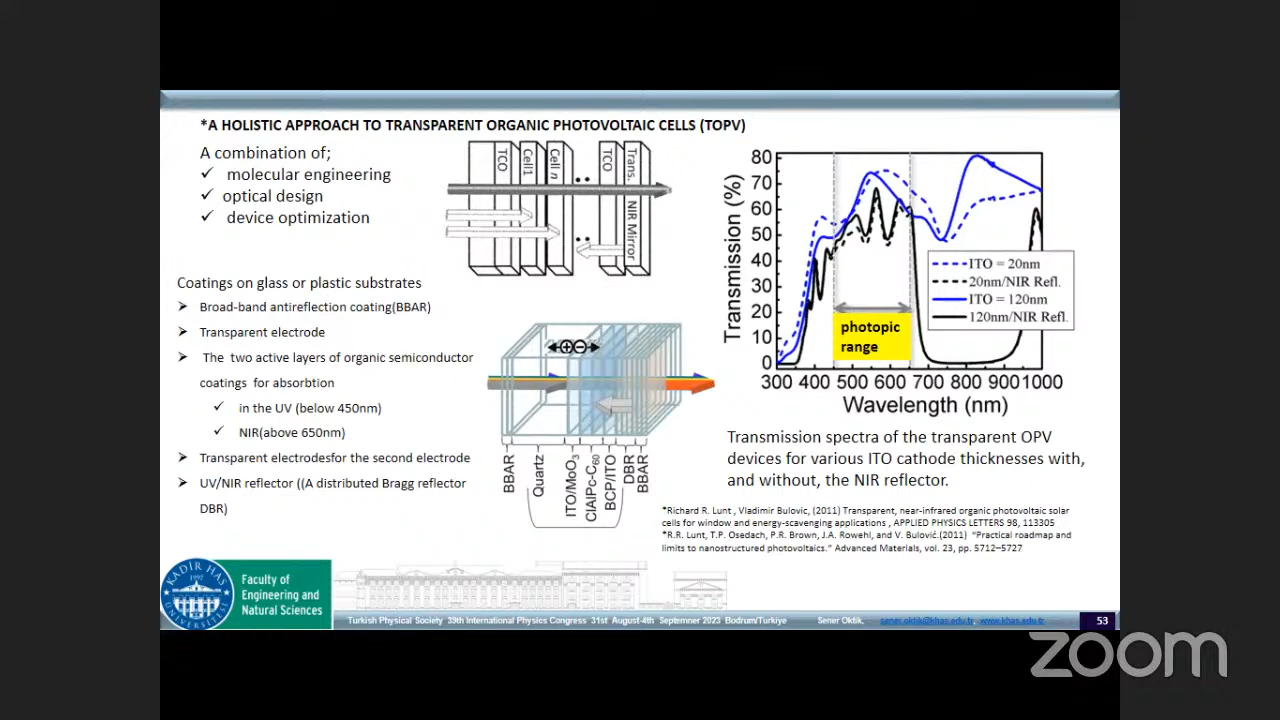 *A HOLISTIC APPROACH TO TRANSPARENT ORGANIC PHOTOVOLTAIC CELLS (TOPV)
A combination of;
✓ molecular engineering
✓ optical design
✓ device optimization
TCO
Cell1
Cell n
TCO
Trans. NIR Mirror
Coatings on glass or plastic substrates
➤ Broad-band antireflection coating(BBAR)
➤ Transparent electrode
➤ The two active layers of organic semiconductor
coatings for absorbtion
✓ in the UV (below 450nm)
✓ NIR(above 650nm)
➤ Transparent electrodesfor the second electrode
➤ UV/NIR reflector ((A distributed Bragg reflector
DBR)
BBAR
Quartz
ITO/MoO3
ClAlPc-C60
BCP/ITO
DBR
BBAR
Transmission (%)
80
70
60
50
40
30
20
10
0
300 400 500 600 700 800 900 1000
Wavelength (nm)
ITO = 20nm
20nm/NIR Refl.
ITO = 120nm
120nm/NIR Refl.
photopic
range
Transmission spectra of the transparent OPV
devices for various ITO cathode thicknesses with,
and without, the NIR reflector.
*Richard R. Lunt , Vladimir Bulovic, (2011) Transparent, near-infrared organic photovoltaic solar
cells for window and energy-scavenging applications , APPLIED PHYSICS LETTERS 98, 113305
*R.R. Lunt, T.P. Osedach, P.R. Brown, J.A. Rowehl, and V. Bulović.(2011) “Practical roadmap and
limits to nanostructured photovoltaics.” Advanced Materials, vol. 23, pp. 5712–5727
KADİR HAS
1997
ÜNİVERSİTESİ
Faculty of
Engineering and
Natural Sciences
Turkish Physical Society 39th International Physics Congress 31st August-4th Septemner 2023 Bodrum/Turkiye Sener Oktik, sener.oktik@khas.edu.tr, www.khas.edu.tr 53
zoom